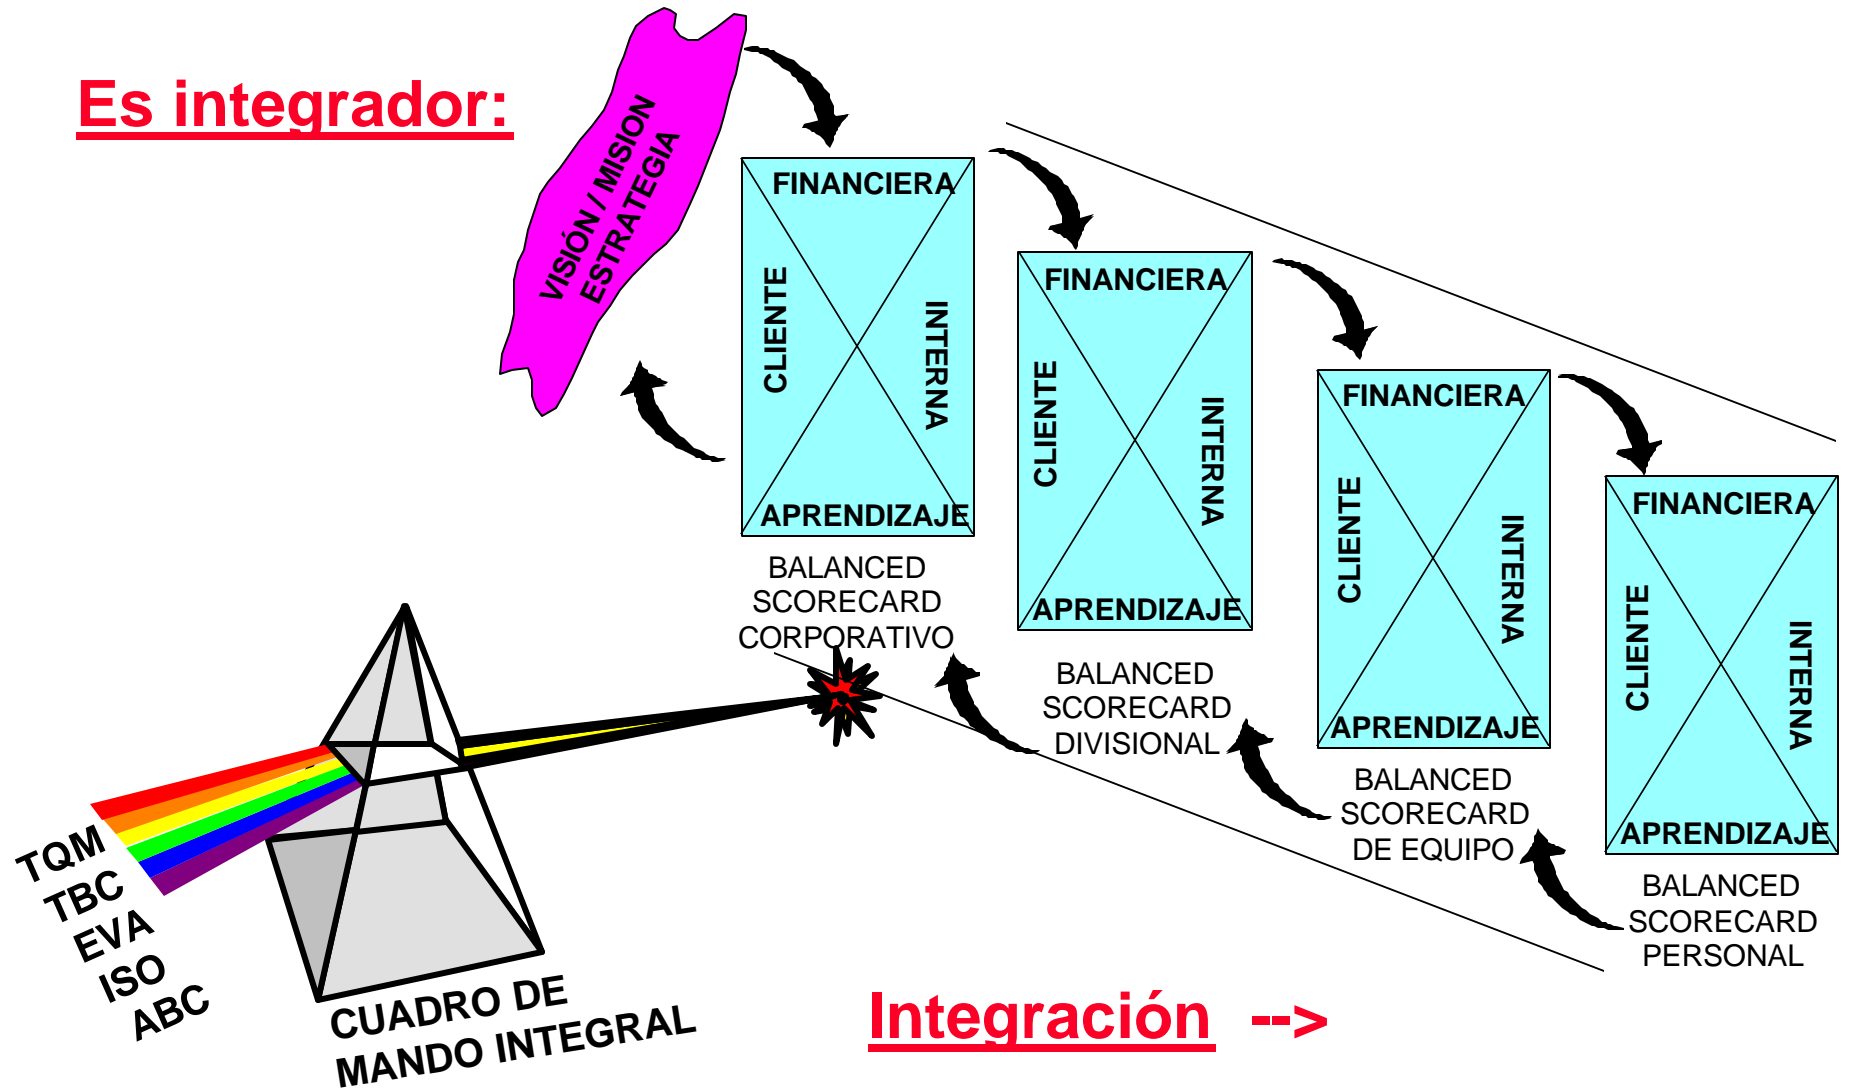 Es integrador:
VISIÓN / MISION
ESTRATEGIA
FINANCIERA
CLIENTE
INTERNA
APRENDIZAJE
BALANCED
SCORECARD
CORPORATIVO
FINANCIERA
CLIENTE
INTERNA
APRENDIZAJE
BALANCED
SCORECARD
DIVISIONAL
FINANCIERA
CLIENTE
INTERNA
APRENDIZAJE
BALANCED
SCORECARD
DE EQUIPO
FINANCIERA
CLIENTE
INTERNA
APRENDIZAJE
BALANCED
SCORECARD
PERSONAL
TQM
TBC
EVA
ISO
ABC
CUADRO DE
MANDO INTEGRAL
Integración -->